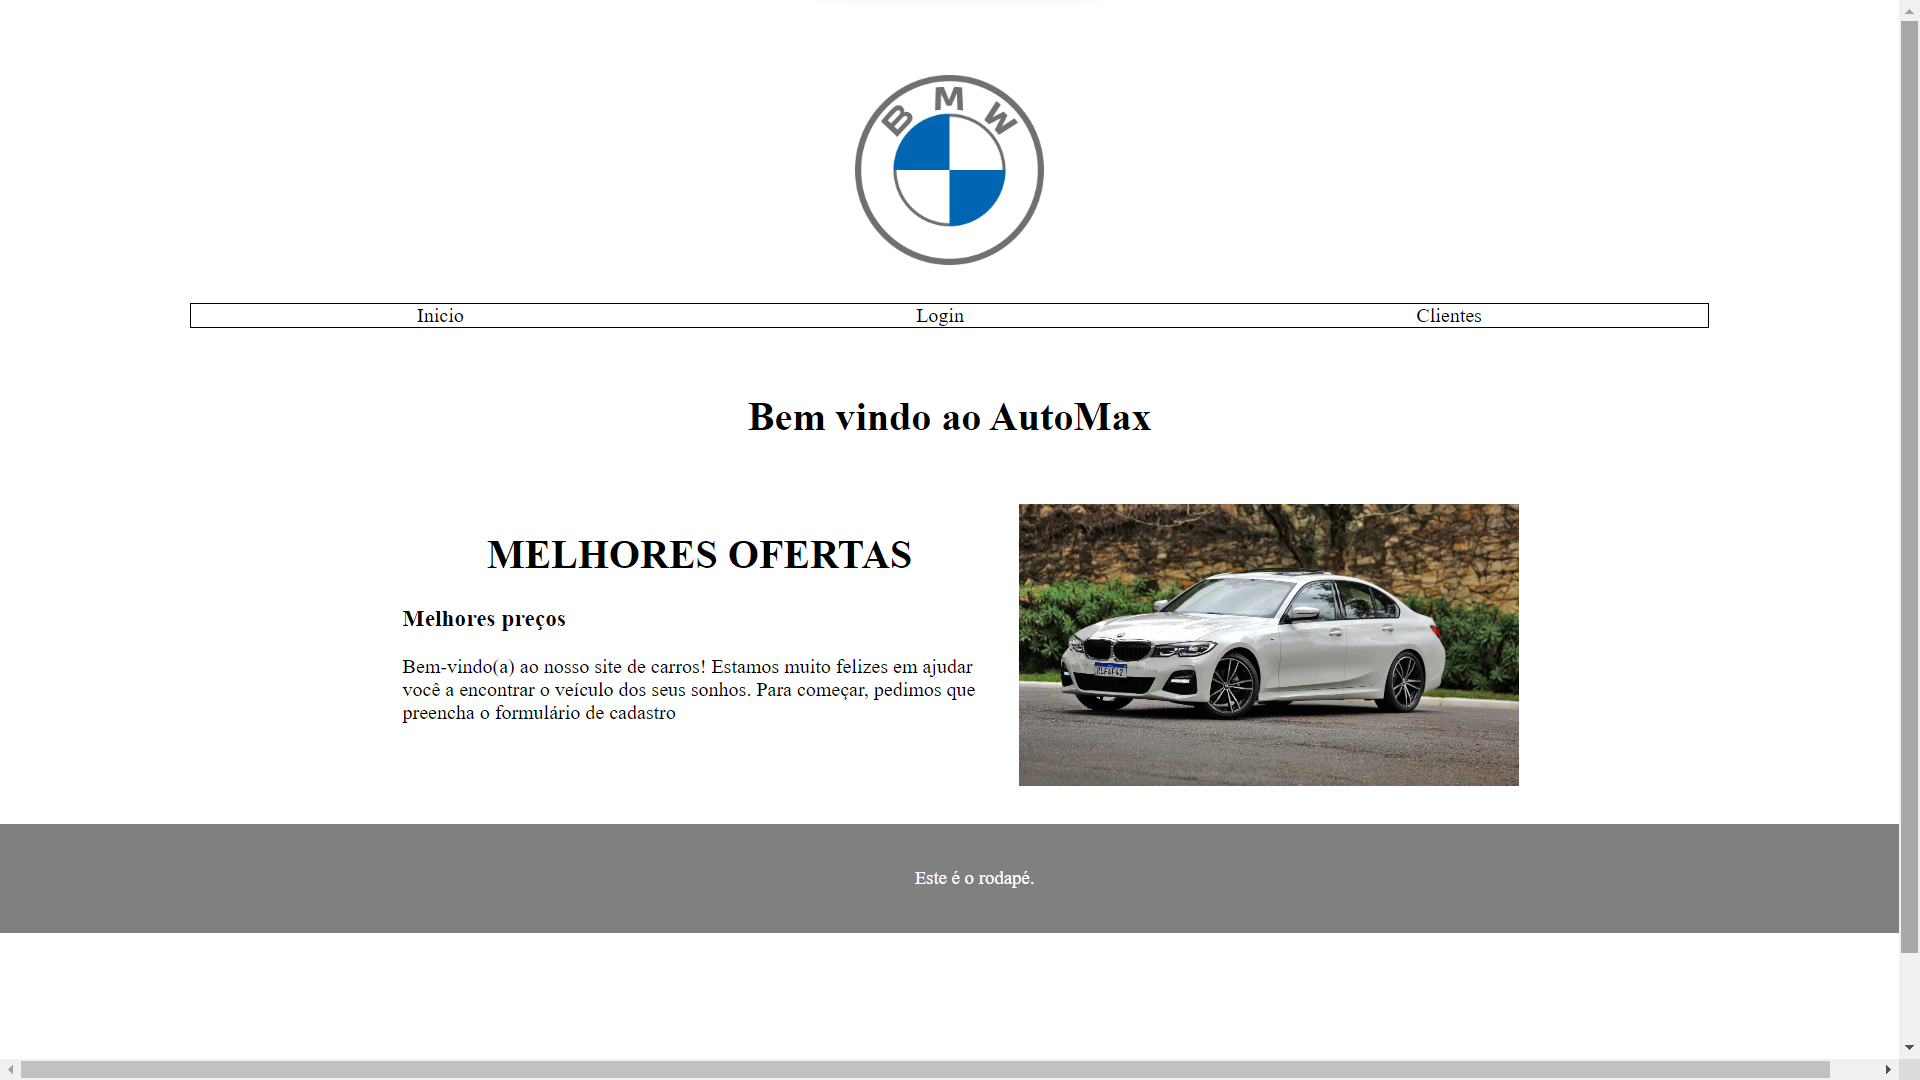 BMW
Inicio Login Clientes
Bem vindo ao AutoMax
MELHORES OFERTAS
Melhores preços
Bem-vindo(a) ao nosso site de carros! Estamos muito felizes em ajudar
você a encontrar o veículo dos seus sonhos. Para começar, pedimos que
preencha o formulário de cadastro
Este é o rodapé.